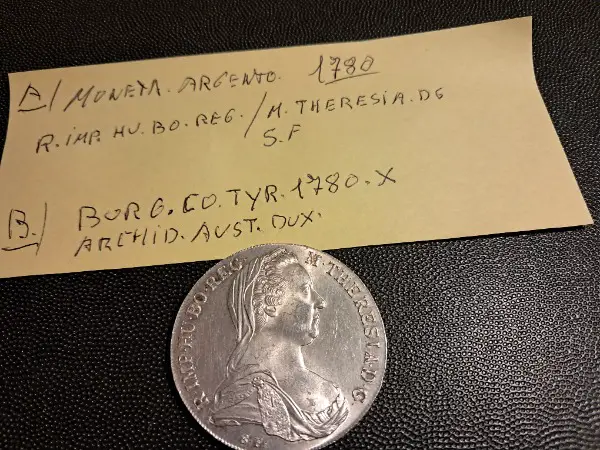 A/ MONETA. ARGENTO. 1780
R. IMP. HU. BO. REG. / M. THERESIA. DG
S.F
B./ BURG. CO. TYR. 1780. X
ARCHID. AUST. DUX.
R·IMP·HU·BO·REG· M·THERESIA·D·G·
S F